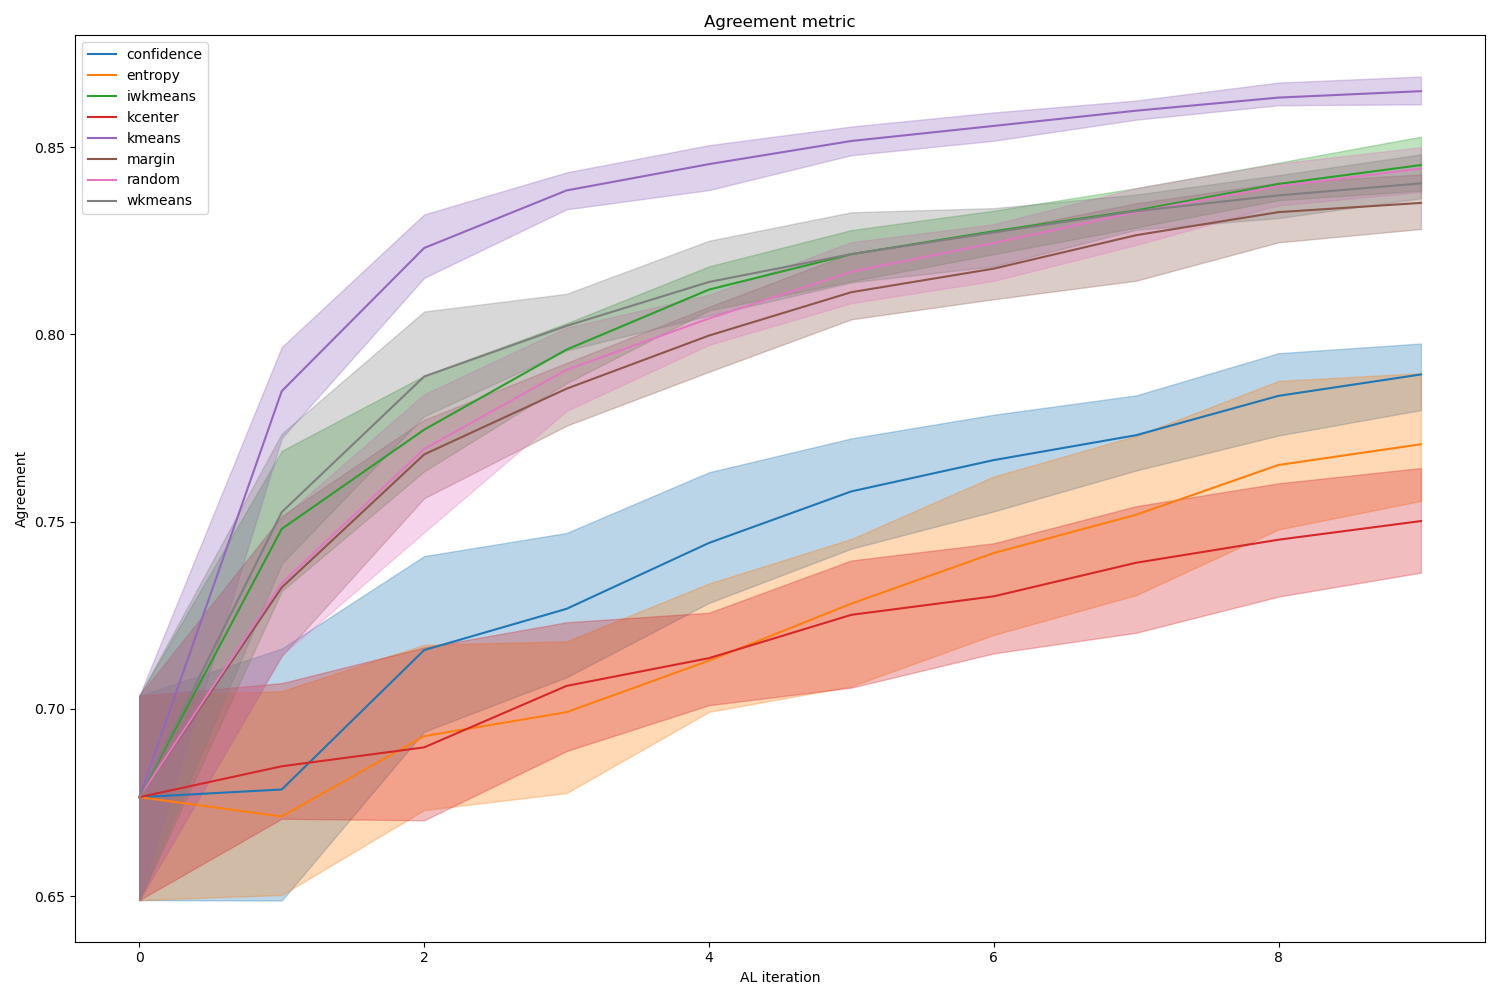 Agreement metric
confidence
entropy
iwkmeans
kcenter
kmeans
margin
random
wkmeans
Agreement
0.85
0.80
0.75
0.70
0.65
0 2 4 6 8
AL iteration